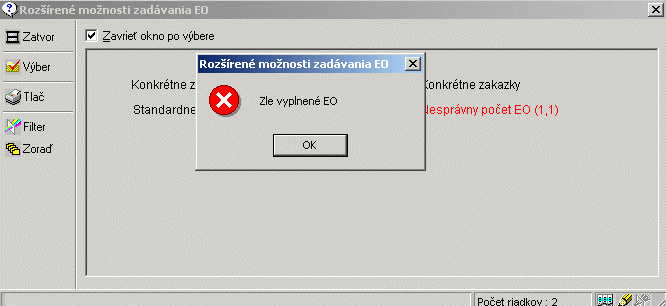 Rozšírené možnosti zadávania EO
Zatvor
Zavrieť okno po výbere
Výber
Tlač
Filter
Zoraď
Rozšírené možnosti zadávania EO
Zle vyplnené EO
OK
Konkrétne z
onkrétne zakazky
Standardne
Nesprávny počet EO (1,1)
Počet riadkov : 2